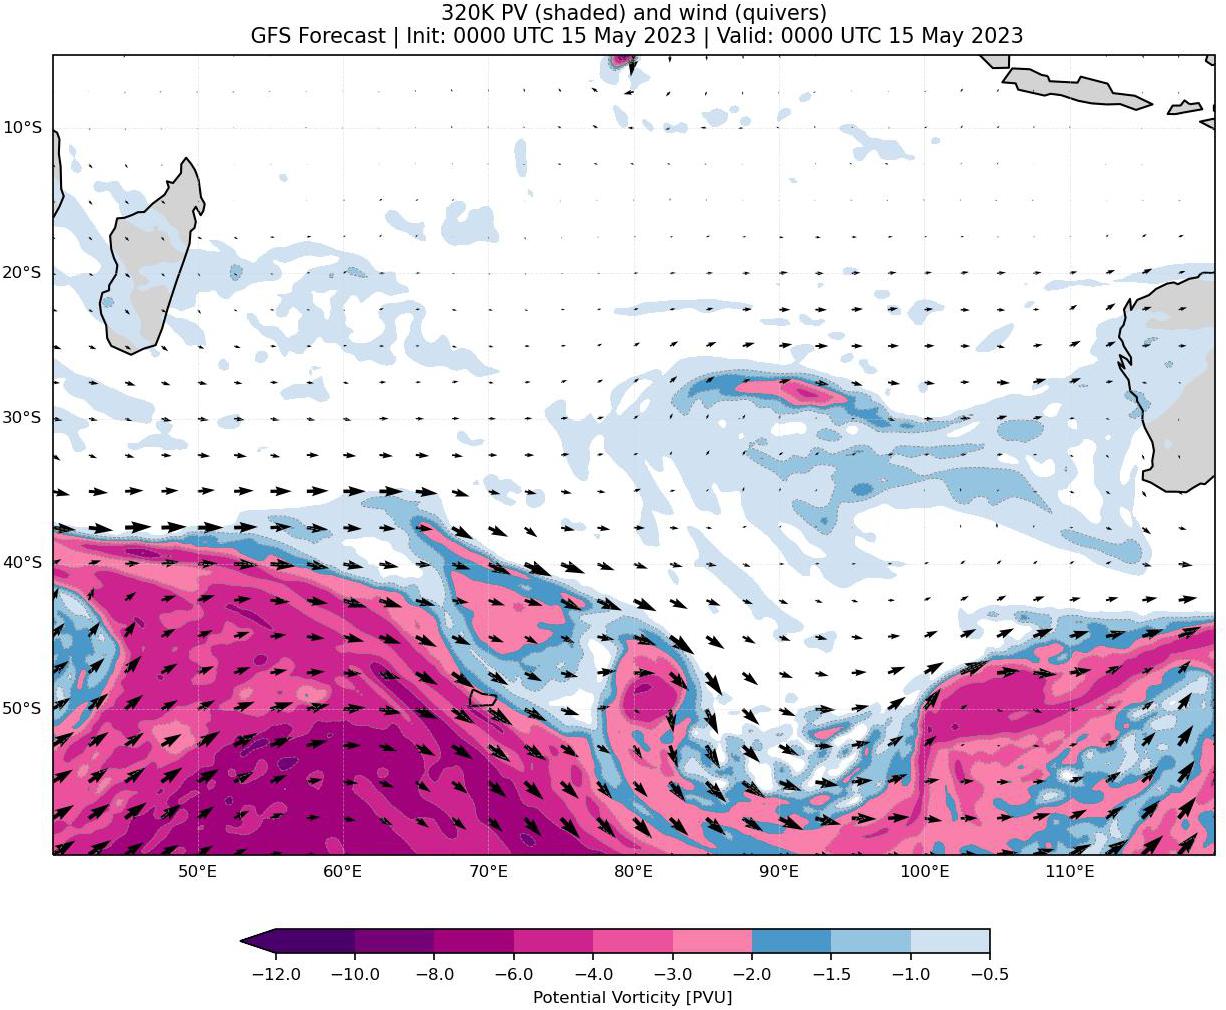 320K PV (shaded) and wind (quivers)
GFS Forecast | Init: 0000 UTC 15 May 2023 | Valid: 0000 UTC 15 May 2023
10°S
20°S
30°S
40°S
50°S
50°E 60°E 70°E 80°E 90°E 100°E 110°E
−12.0 −10.0 −8.0 −6.0 −4.0 −3.0 −2.0 −1.5 −1.0 −0.5
Potential Vorticity [PVU]